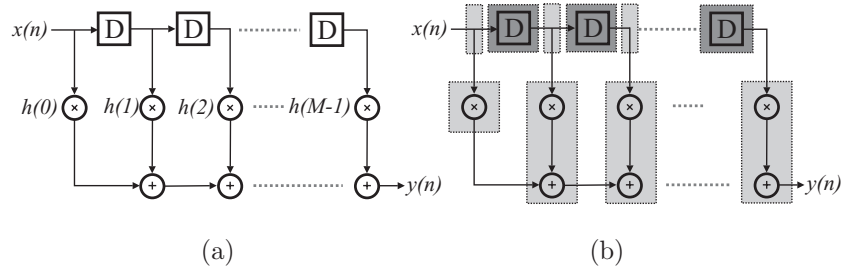 x(n) D D D
h(0) × h(1) × h(2) × h(M-1) ×
+ + + y(n)
(a)
x(n) D D D
× × × ×
+ + + y(n)
(b)